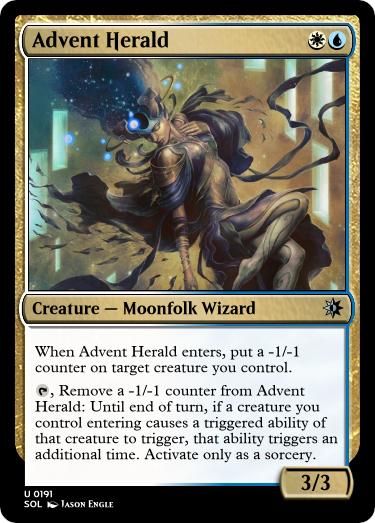 Advent Herald
Creature — Moonfolk Wizard
When Advent Herald enters, put a -1/-1
counter on target creature you control.
, Remove a -1/-1 counter from Advent
Herald: Until end of turn, if a creature you
control entering causes a triggered ability of
that creature to trigger, that ability triggers an
additional time. Activate only as a sorcery.
3/3
U 0191
SOL Jason Engle